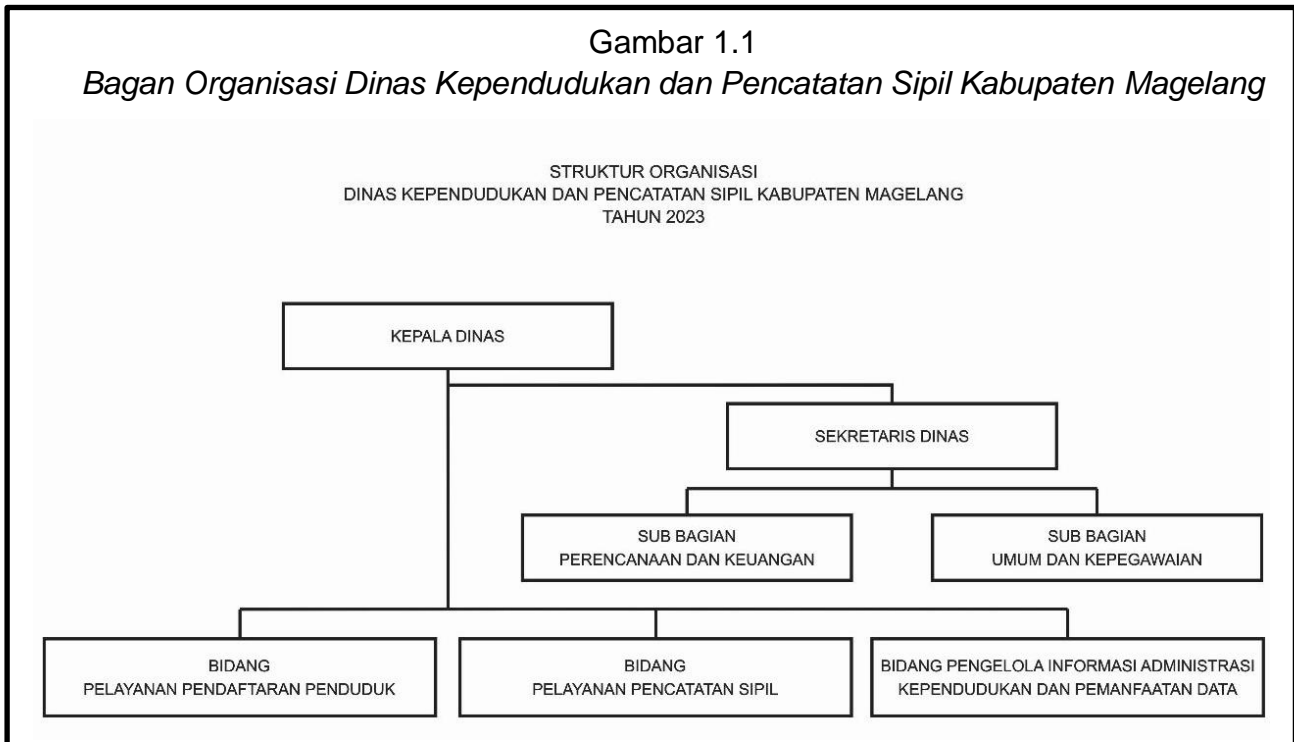 Gambar 1.1
Bagan Organisasi Dinas Kependudukan dan Pencatatan Sipil Kabupaten Magelang
STRUKTUR ORGANISASI
DINAS KEPENDUDUKAN DAN PENCATATAN SIPIL KABUPATEN MAGELANG
TAHUN 2023
KEPALA DINAS
SEKRETARIS DINAS
SUB BAGIAN
PERENCANAAN DAN KEUANGAN
SUB BAGIAN
UMUM DAN KEPEGAWAIAN
BIDANG
PELAYANAN PENDAFTARAN PENDUDUK
BIDANG
PELAYANAN PENCATATAN SIPIL
BIDANG PENGELOLA INFORMASI ADMINISTRASI
KEPENDUDUKAN DAN PEMANFAATAN DATA